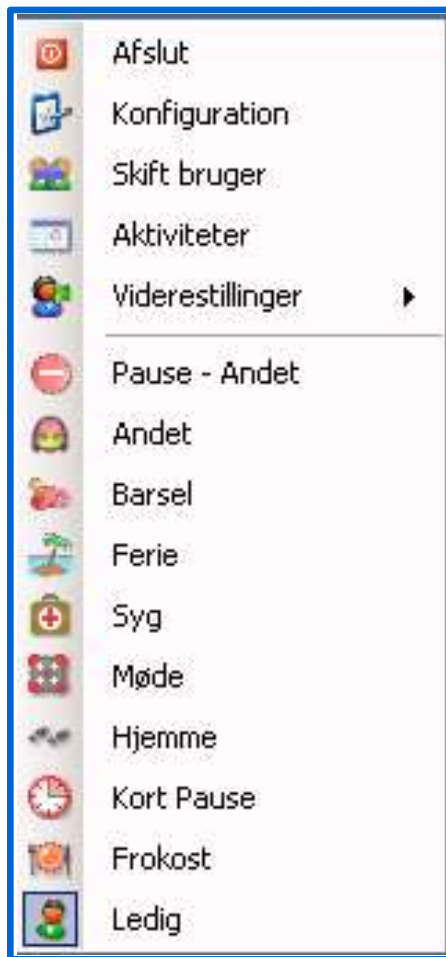 Afslut
Konfiguration
Skift bruger
Aktiviteter
Viderestillinger
Pause - Andet
Andet
Barsel
Ferie
Syg
Møde
Hjemme
Kort Pause
Frokost
Ledig